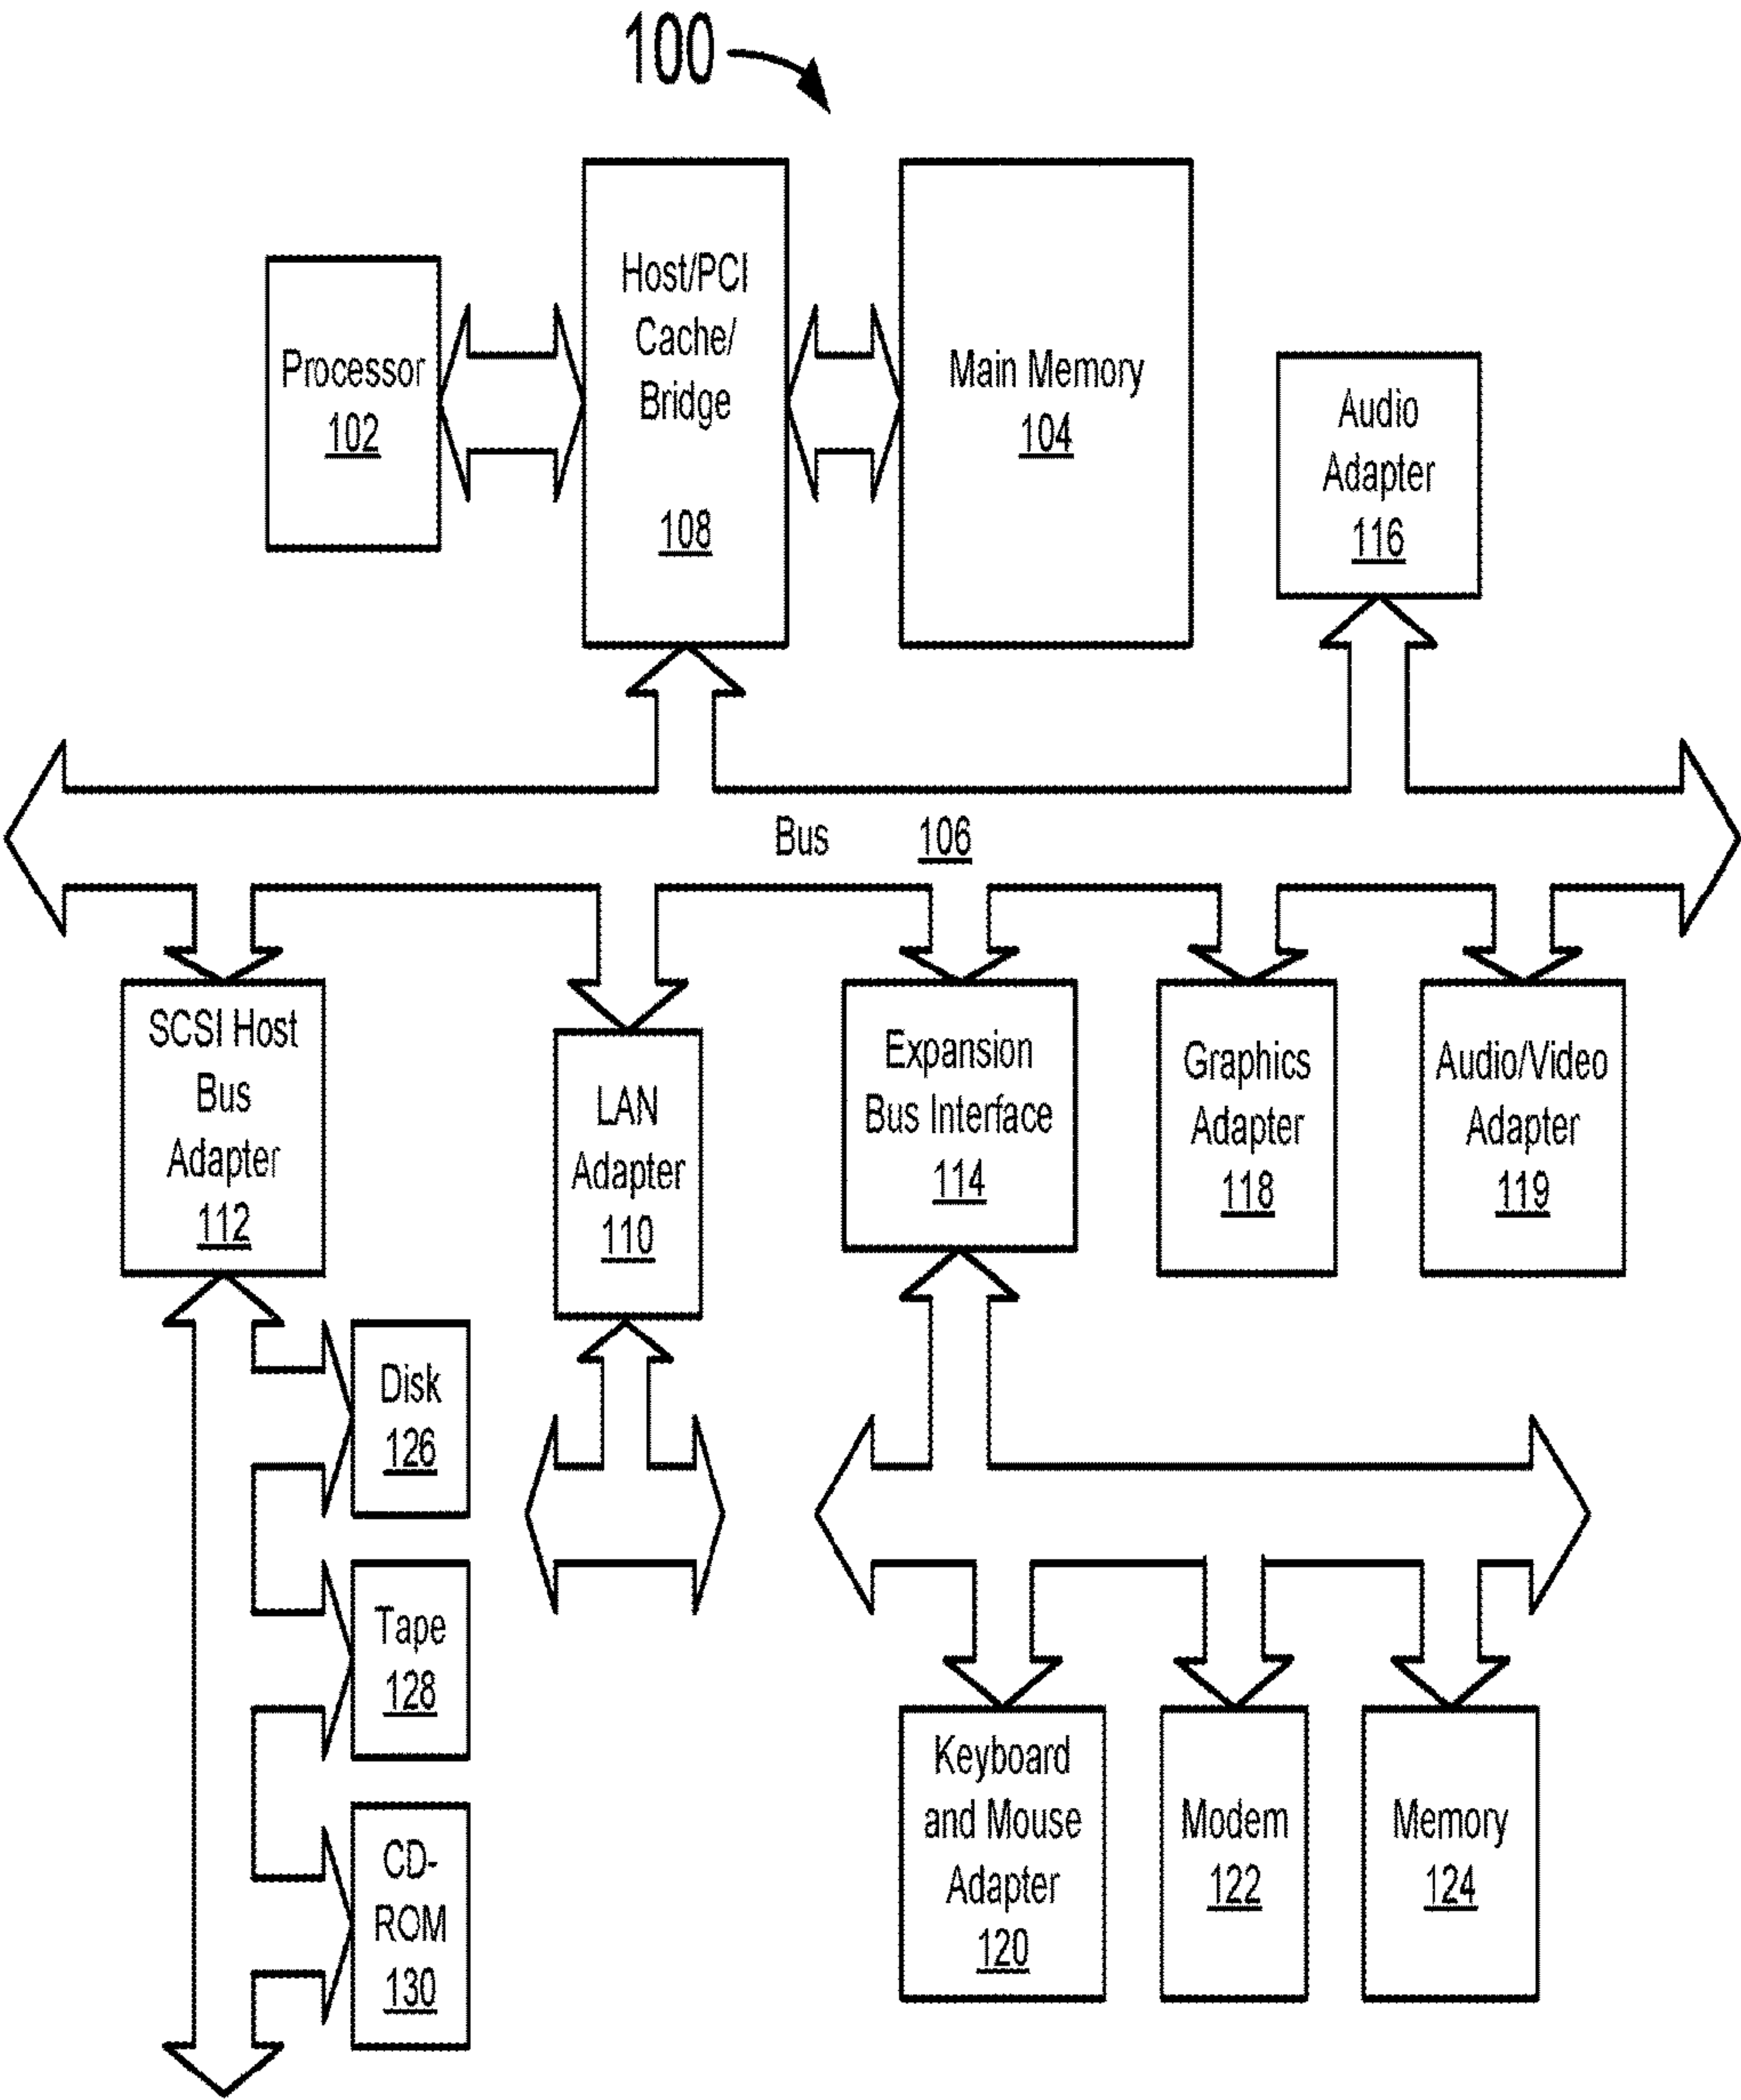 100
Host/PCI
Cache/
Bridge
108
Processor
102
Main Memory
104
Audio
Adapter
116
Bus 106
SCSI Host
Bus
Adapter
112
LAN
Adapter
110
Expansion
Bus Interface
114
Graphics
Adapter
118
Audio/Video
Adapter
119
Disk
126
Tape
128
CD-
ROM
130
Keyboard
and Mouse
Adapter
120
Modem
122
Memory
124